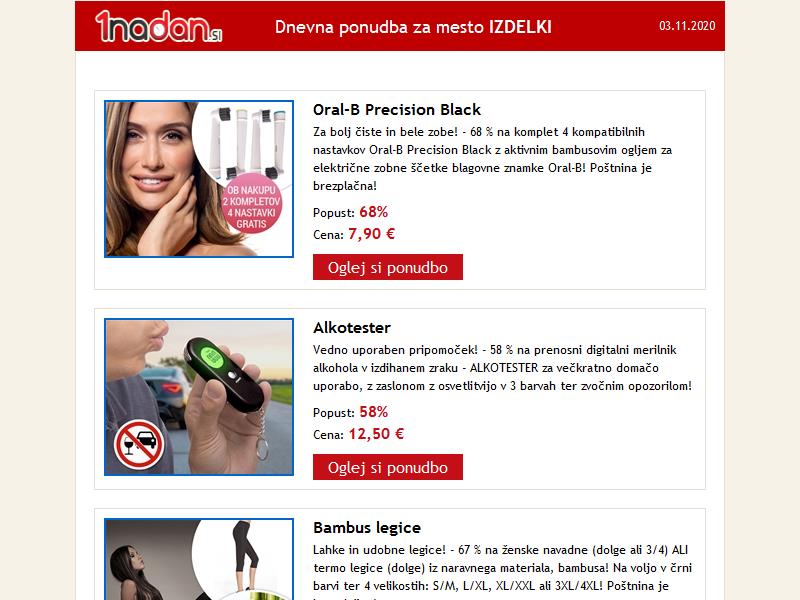 1nadan.SI
Dnevna ponudba za mesto IZDELKI
03.11.2020
Oral-B Precision Black
Za bolj čiste in bele zobe! - 68 % na komplet 4 kompatibilnih
nastavkov Oral-B Precision Black z aktivnim bambusovim ogljem za
električne zobne ščetke blagovne znamke Oral-B! Poštnina je
brezplačna!
Popust: 68%
Cena: 7,90 €
Oglej si ponudbo
OB NAKUPU
2 KOMPLETOV
4 NASTAVKI
GRATIS
Alkotester
Vedno uporaben pripomoček! - 58 % na prenosni digitalni merilnik
alkohola v izdihanem zraku - ALKOTESTER za večkratno domačo
uporabo, z zaslonom z osvetlitvijo v 3 barvah ter zvočnim opozorilom!
Popust: 58%
Cena: 12,50 €
Oglej si ponudbo
Bambus legice
Lahke in udobne legice! - 67 % na ženske navadne (dolge ali 3/4) ALI
termo legice (dolge) iz naravnega materiala, bambusa! Na voljo v črni
barvi ter 4 velikostih: S/M, L/XL, XL/XXL ali 3XL/4XL! Poštnina je